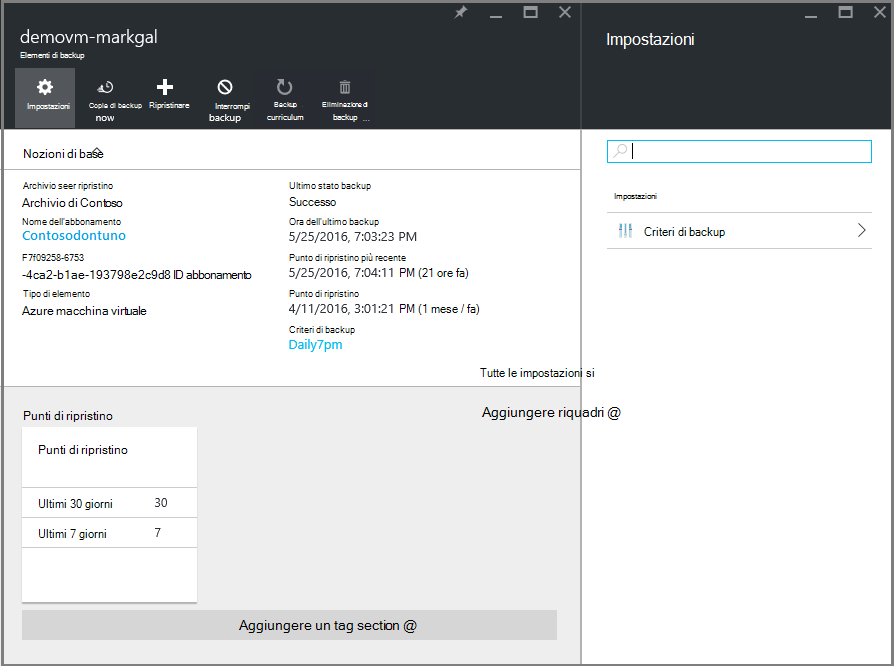 demovm-markgal
Elementi di backup
Impostazioni
Copia di backup now
Ripristinare
Interrompi backup
Backup curriculum
Eliminazione di backup ...
Nozioni di base
Archivio seer ripristino
Archivio di Contoso
Nome dell'abbonamento
Contosodontuno
F7f09258-6753
-4ca2-b1ae-193798e2c9d8 ID abbonamento
Tipo di elemento
Azure macchina virtuale
Ultimo stato backup
Successo
Ora dell'ultimo backup
5/25/2016, 7:03:23 PM
Punto di ripristino più recente
5/25/2016, 7:04:11 PM (21 ore fa)
Punto di ripristino
4/11/2016, 3:01:21 PM (1 mese / fa)
Criteri di backup
Daily7pm
Tutte le impostazioni si
Aggiungere riquadri @
Punti di ripristino
Punti di ripristino
Ultimi 30 giorni 30
Ultimi 7 giorni 7
Aggiungere un tag section @
Impostazioni
Impostazioni
Criteri di backup